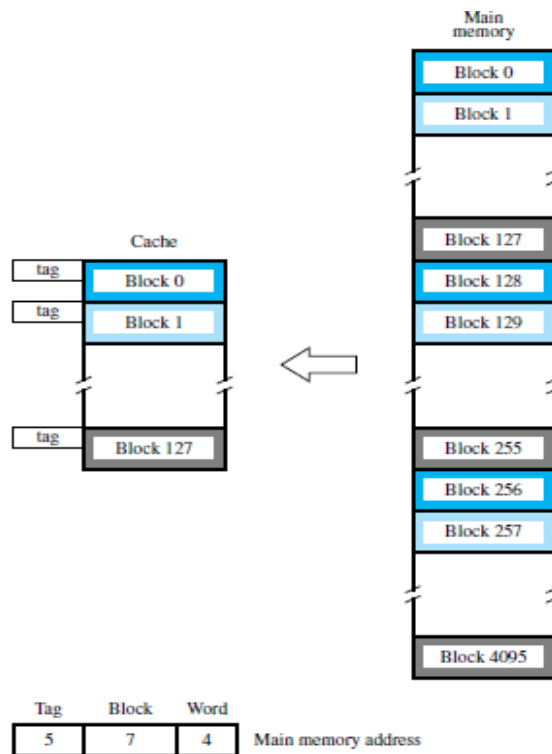 Main
memory
Block 0
Block 1
Block 127
Block 128
Block 129
Block 255
Block 256
Block 257
Block 4095
Cache
tag
Block 0
tag
Block 1
tag
Block 127
Tag Block Word
5 7 4 Main memory address